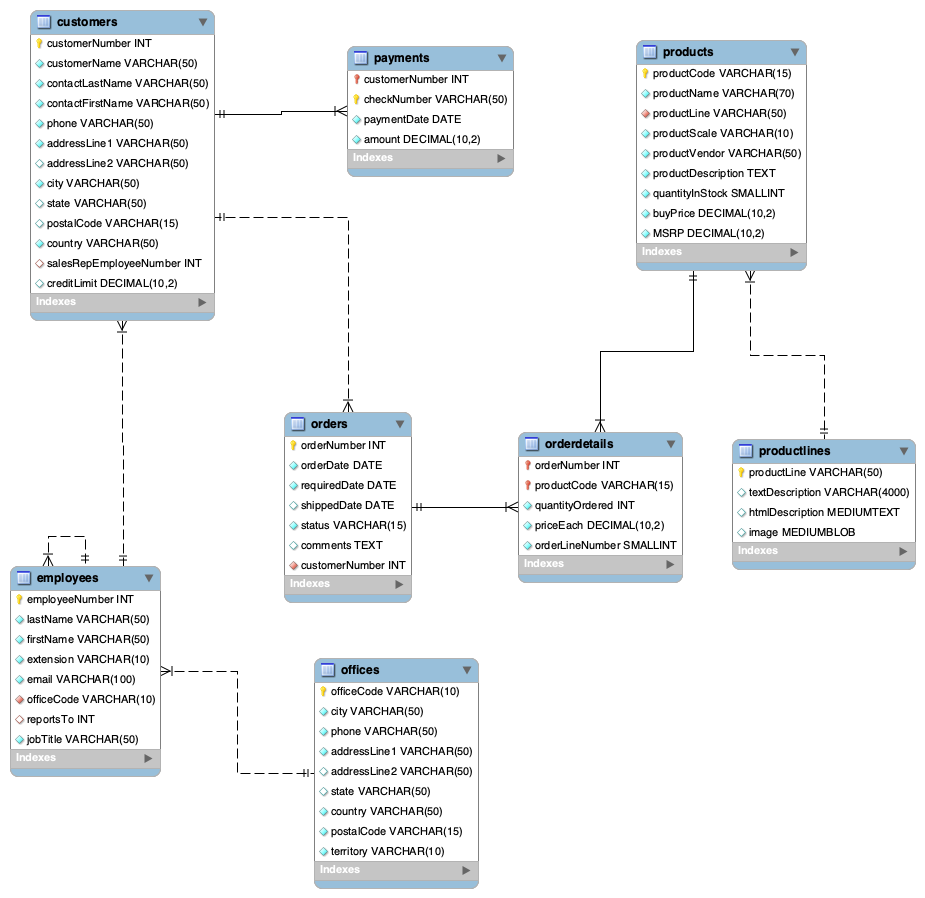 customers
customerNumber INT
customerName VARCHAR(50)
contactLastName VARCHAR(50)
contactFirstName VARCHAR(50)
phone VARCHAR(50)
addressLine1 VARCHAR(50)
addressLine2 VARCHAR(50)
city VARCHAR(50)
state VARCHAR(50)
postalCode VARCHAR(15)
country VARCHAR(50)
salesRepEmployeeNumber INT
creditLimit DECIMAL(10,2)
Indexes
payments
customerNumber INT
checkNumber VARCHAR(50)
paymentDate DATE
amount DECIMAL(10,2)
Indexes
products
productCode VARCHAR(15)
productName VARCHAR(70)
productLine VARCHAR(50)
productScale VARCHAR(10)
productVendor VARCHAR(50)
productDescription TEXT
quantityInStock SMALLINT
buyPrice DECIMAL(10,2)
MSRP DECIMAL(10,2)
Indexes
orders
orderNumber INT
orderDate DATE
requiredDate DATE
shippedDate DATE
status VARCHAR(15)
comments TEXT
customerNumber INT
Indexes
orderdetails
orderNumber INT
productCode VARCHAR(15)
quantityOrdered INT
priceEach DECIMAL(10,2)
orderLineNumber SMALLINT
Indexes
productlines
productLine VARCHAR(50)
textDescription VARCHAR(4000)
htmlDescription MEDIUMTEXT
image MEDIUMBLOB
Indexes
employees
employeeNumber INT
lastName VARCHAR(50)
firstName VARCHAR(50)
extension VARCHAR(10)
email VARCHAR(100)
officeCode VARCHAR(10)
reportsTo INT
jobTitle VARCHAR(50)
Indexes
offices
officeCode VARCHAR(10)
city VARCHAR(50)
phone VARCHAR(50)
addressLine1 VARCHAR(50)
addressLine2 VARCHAR(50)
state VARCHAR(50)
country VARCHAR(50)
postalCode VARCHAR(15)
territory VARCHAR(10)
Indexes